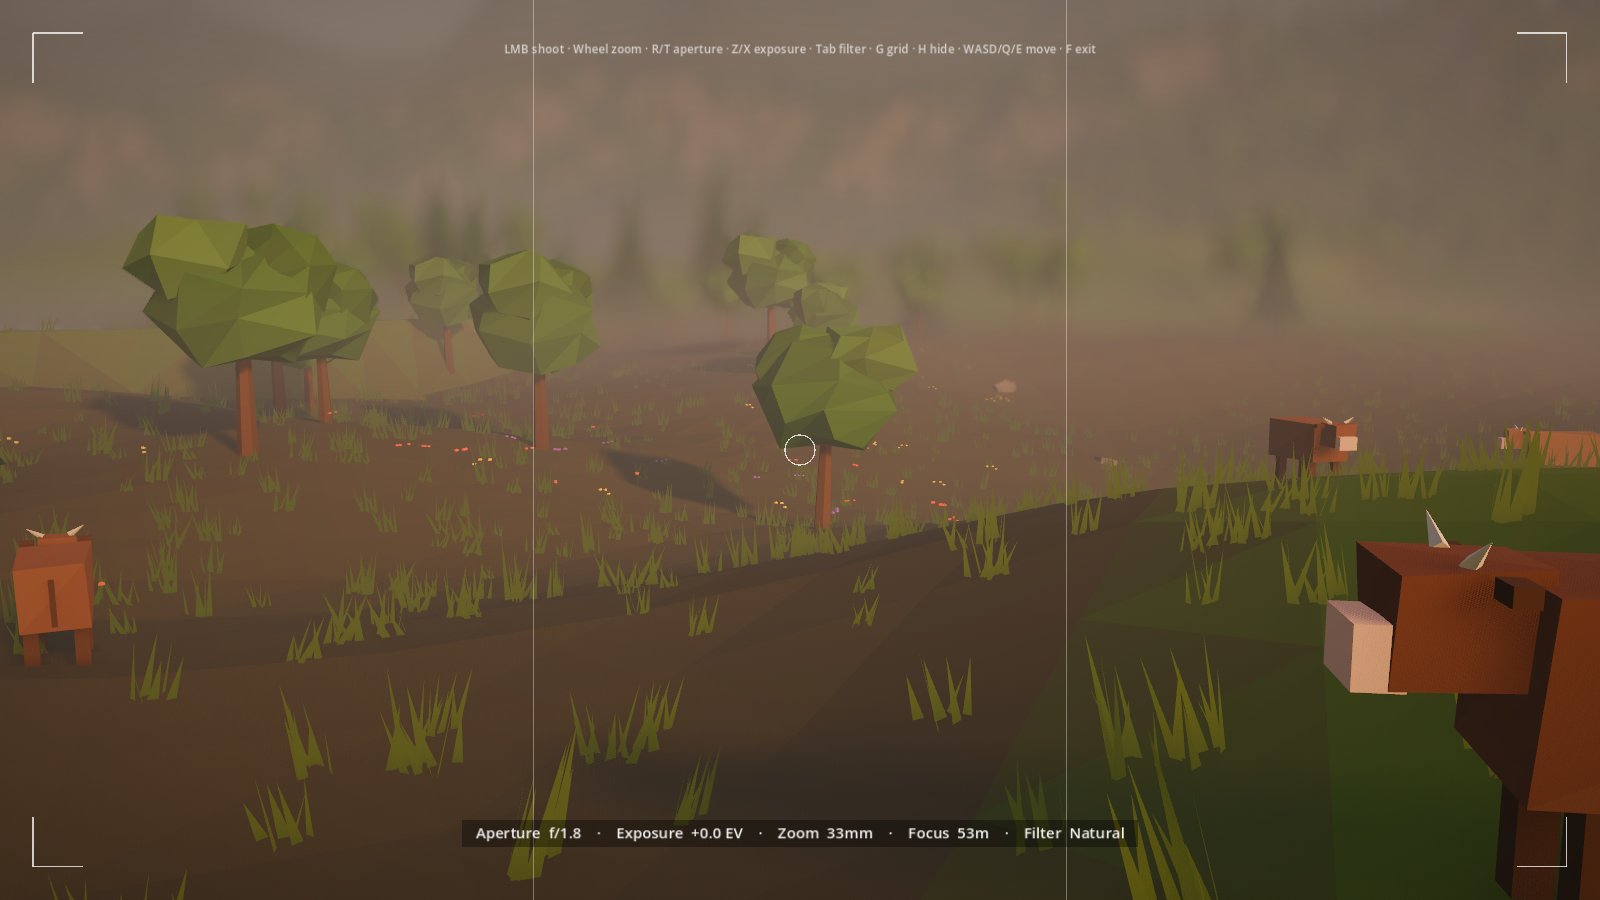 LMB shoot · Wheel zoom · R/T aperture · Z/X exposure · Tab filter · G grid · H hide · WASD/Q/E move · F exit
Aperture f/1.8 · Exposure +0.0 EV · Zoom 33mm · Focus 53m · Filter Natural